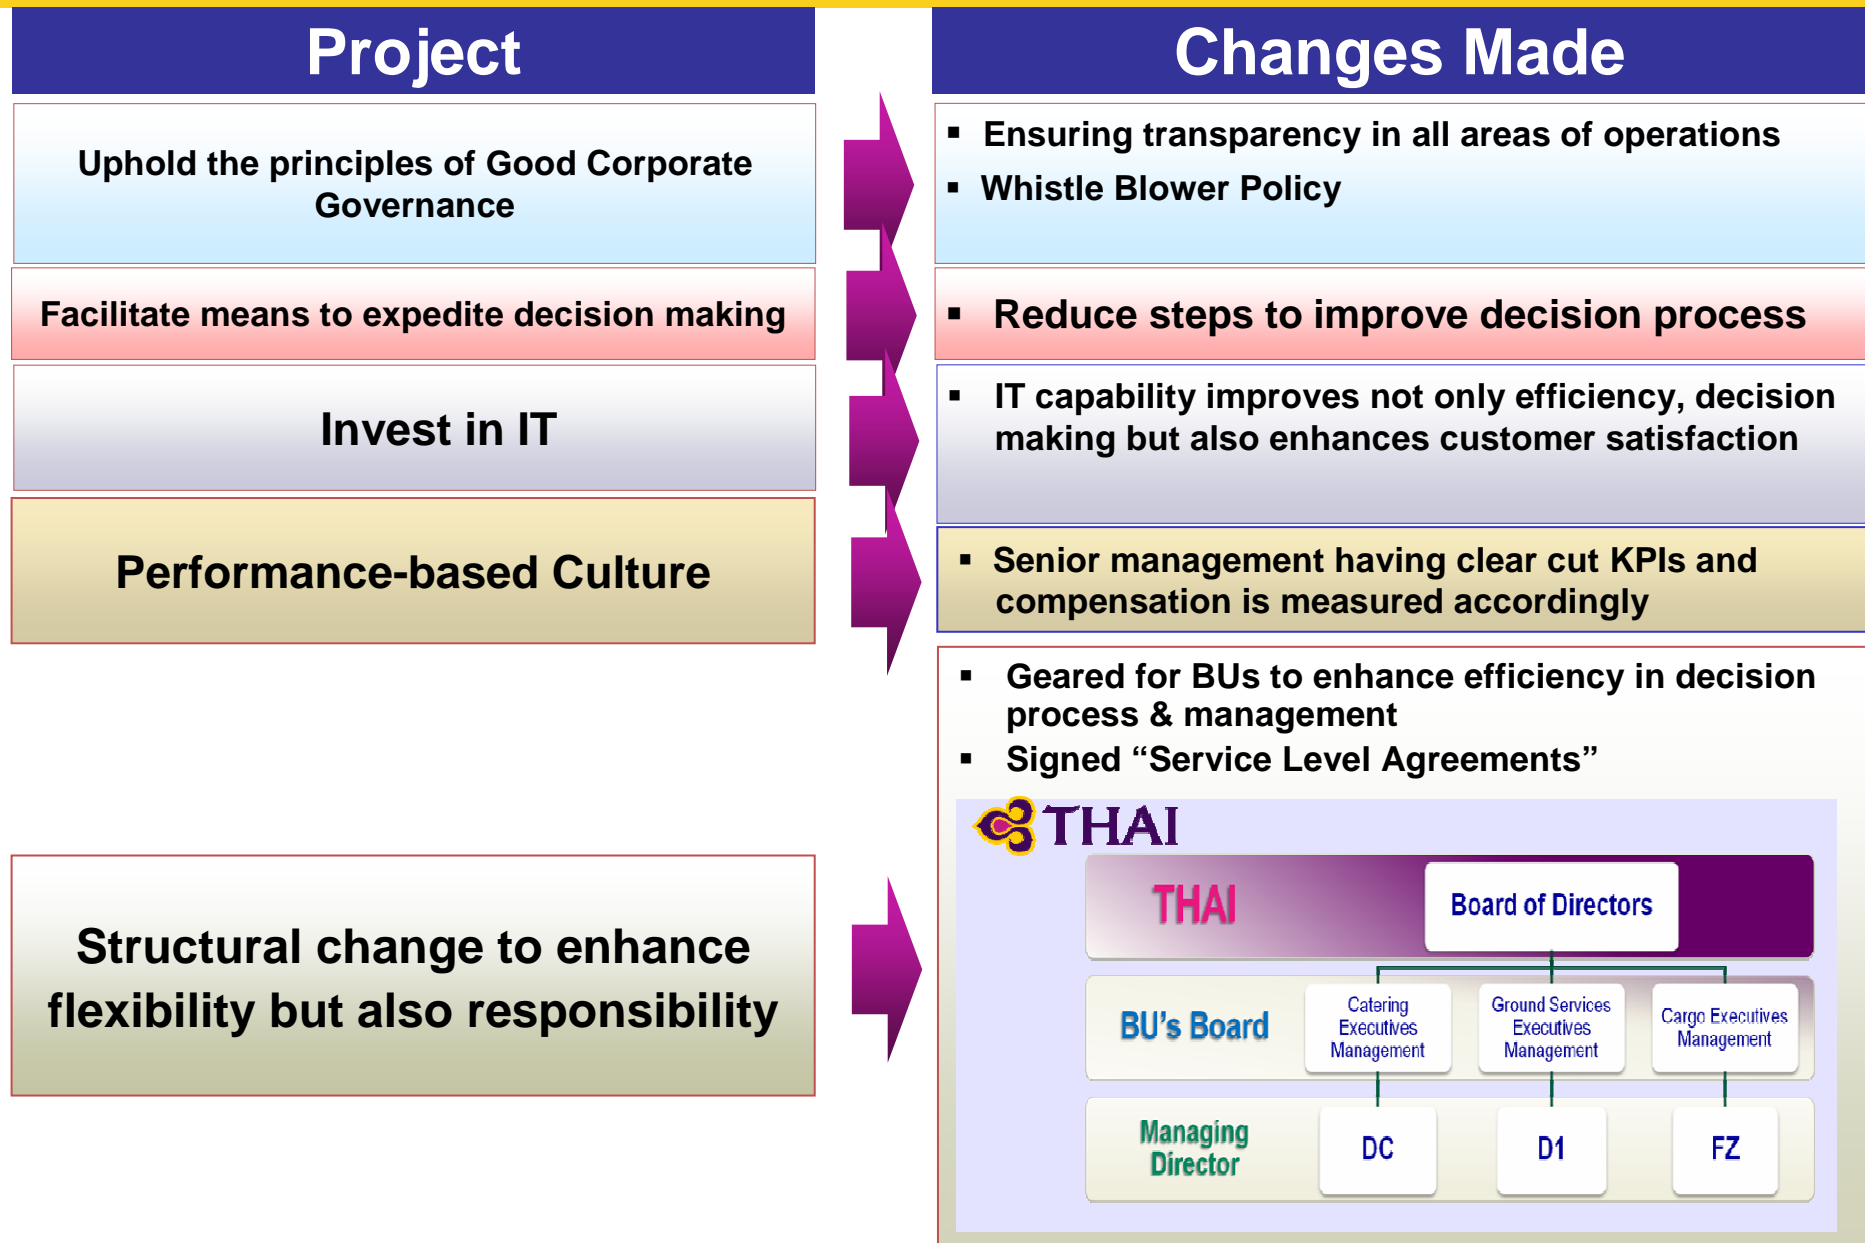 Project
Changes Made
Uphold the principles of Good Corporate
Governance
▪ Ensuring transparency in all areas of operations
▪ Whistle Blower Policy
Facilitate means to expedite decision making
▪ Reduce steps to improve decision process
Invest in IT
▪ IT capability improves not only efficiency, decision
making but also enhances customer satisfaction
Performance-based Culture
▪ Senior management having clear cut KPIs and
compensation is measured accordingly
Structural change to enhance
flexibility but also responsibility
▪ Geared for BUs to enhance efficiency in decision
process & management
▪ Signed “Service Level Agreements”
THAI
THAI
Board of Directors
BU's Board
Catering
Executives
Management
Ground Services
Executives
Management
Cargo Executives
Management
Managing
Director
DC
D1
FZ